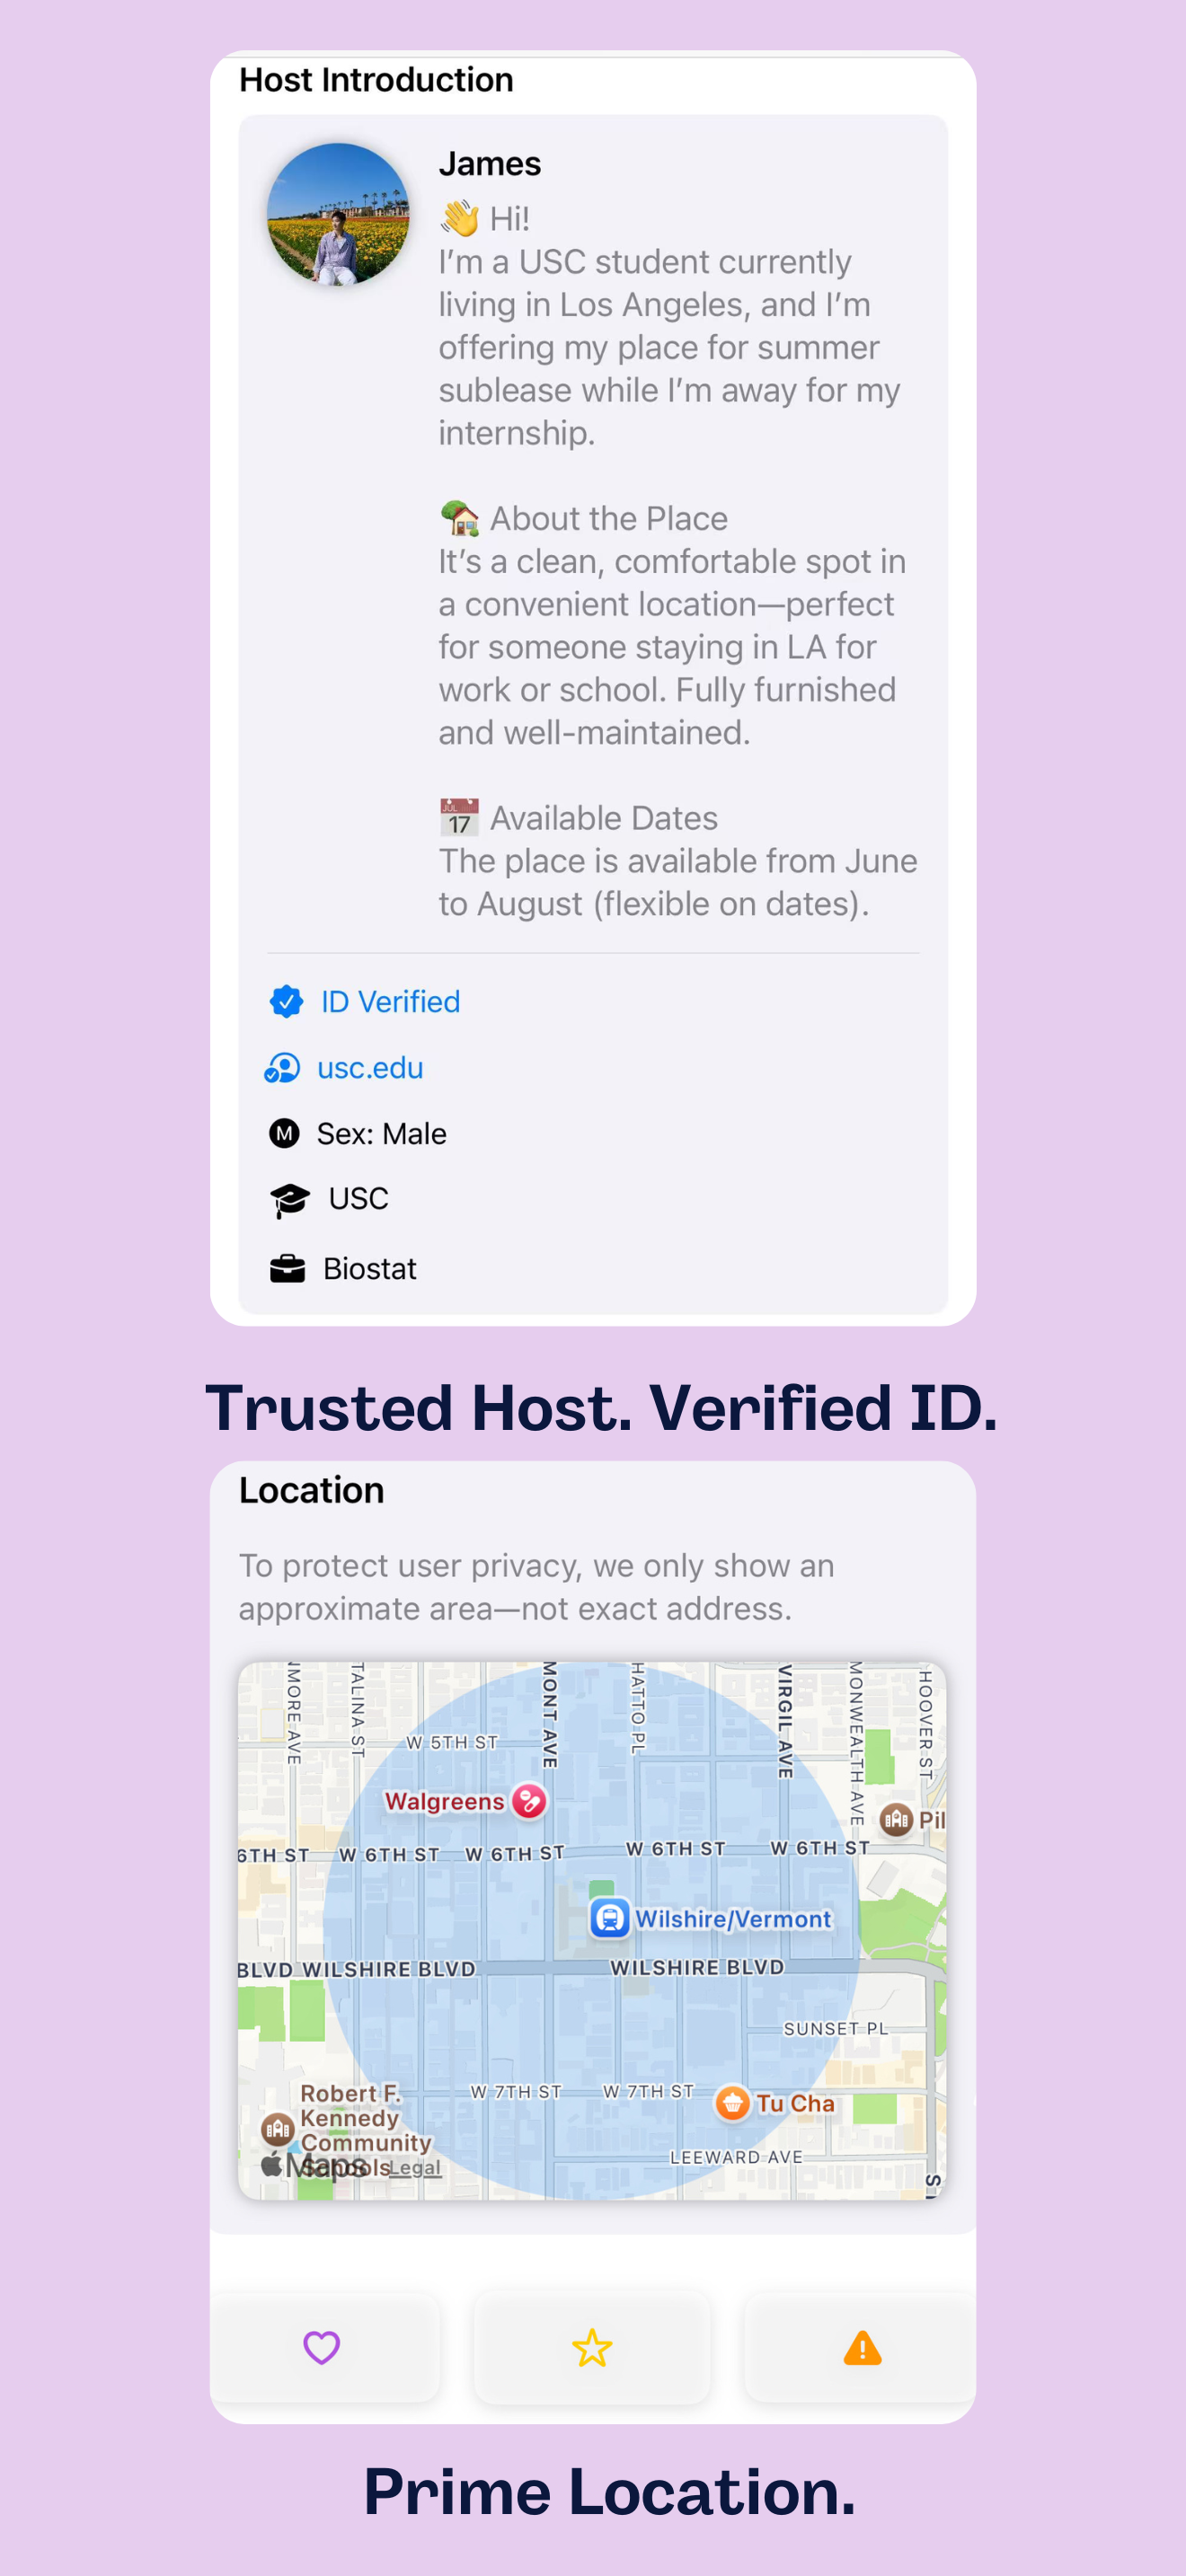 Host Introduction
James
👋 Hi!
I’m a USC student currently
living in Los Angeles, and I’m
offering my place for summer
sublease while I’m away for my
internship.
🏡 About the Place
It’s a clean, comfortable spot in
a convenient location—perfect
for someone staying in LA for
work or school. Fully furnished
and well-maintained.
📅 Available Dates
The place is available from June
to August (flexible on dates).
ID Verified
usc.edu
M Sex: Male
USC
Biostat
Trusted Host. Verified ID.
Location
To protect user privacy, we only show an
approximate area—not exact address.
NMORE AVE
TALINA ST
MONT AVE
HATTO PL
VIRGIL AVE
MONWEALTH AVE
HOOVER ST
W 5TH ST
Walgreens
Pil
6TH ST W 6TH ST W 6TH ST W 6TH ST W 6TH ST
Wilshire/Vermont
BLVD WILSHIRE BLVD WILSHIRE BLVD
SUNSET PL
W 7TH ST W 7TH ST
Tu Cha
Robert F.
Kennedy
Community
Schools
Maps Legal
LEEWARD AVE
S
Prime Location.